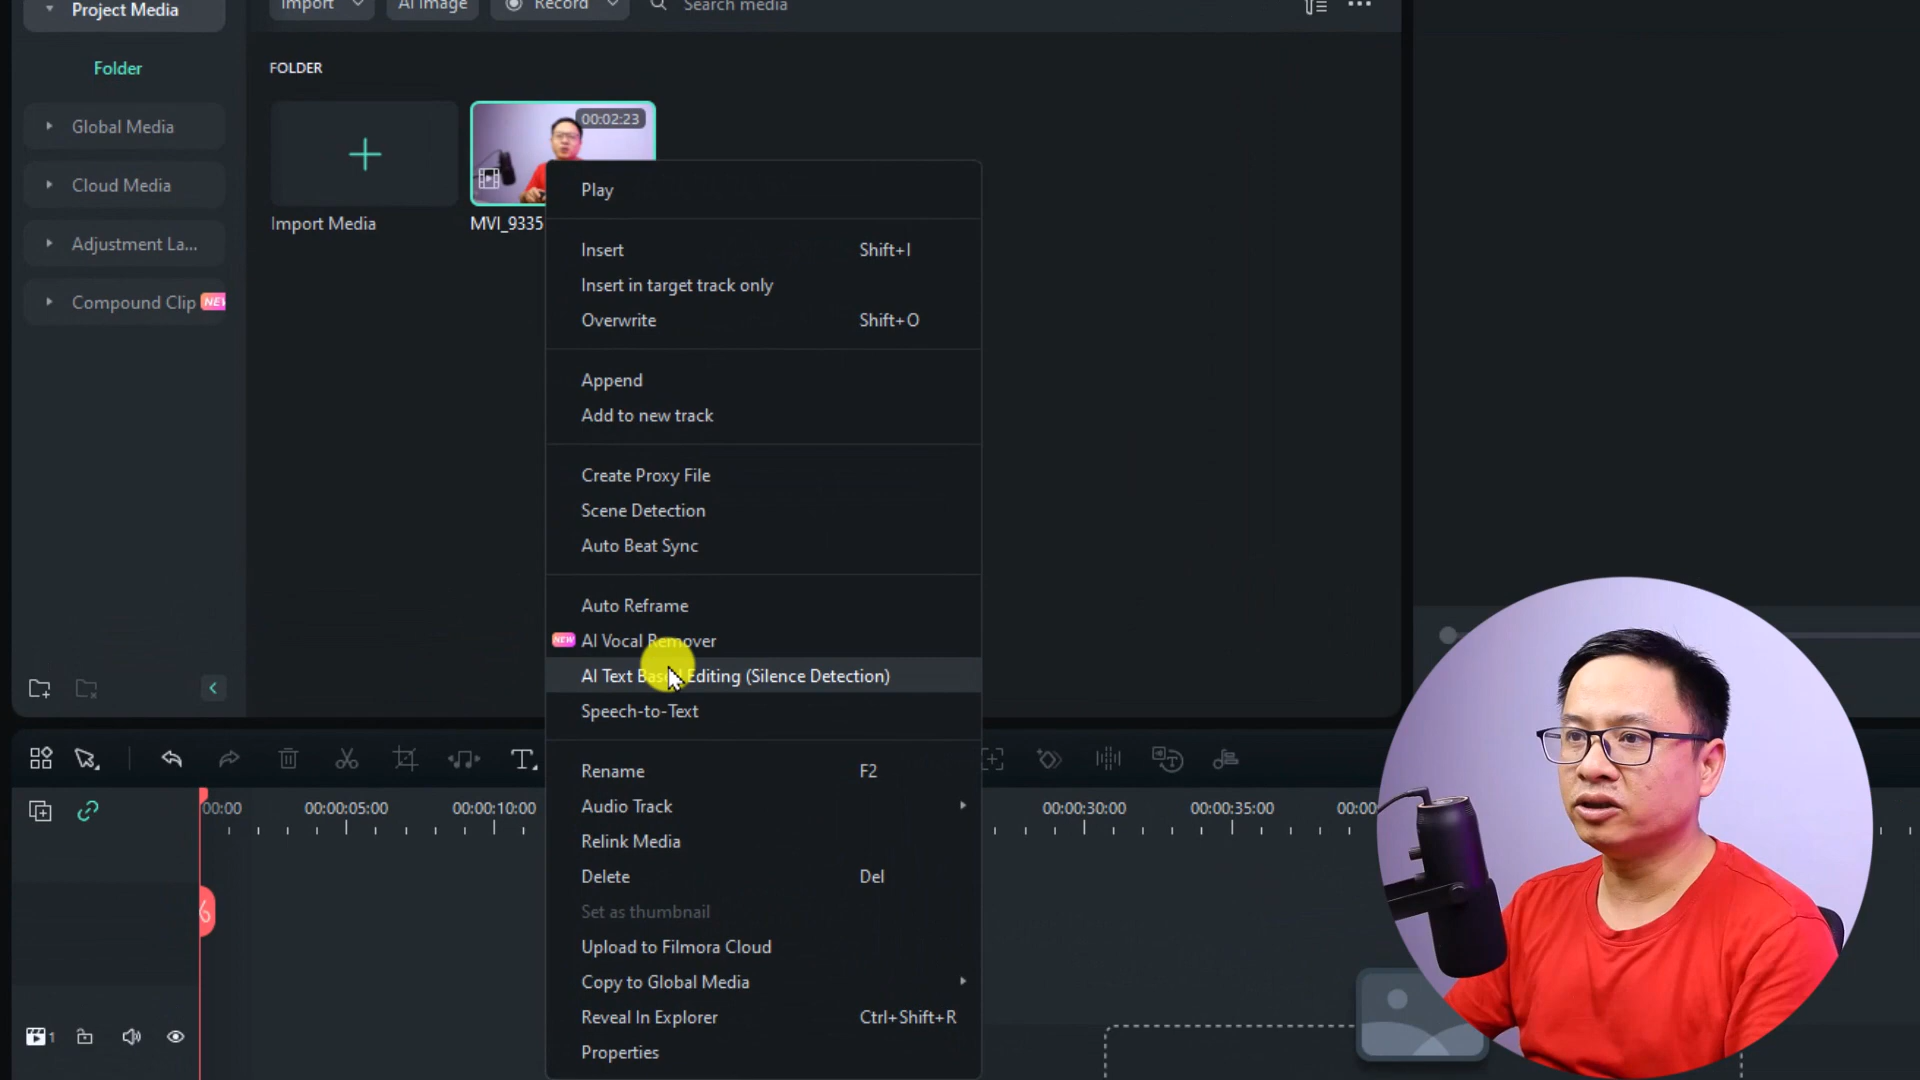 Project Media
Import
AI Image
Record
Search media
Folder
FOLDER
Global Media
Cloud Media
Adjustment La...
Compound Clip NEW
00:02:23
Import Media
MVI_9335
Play
Insert Shift+I
Insert in target track only
Overwrite Shift+O
Append
Add to new track
Create Proxy File
Scene Detection
Auto Beat Sync
Auto Reframe
NEW AI Vocal Remover
AI Text Based Editing (Silence Detection)
Speech-to-Text
Rename F2
Audio Track
Relink Media
Delete Del
Set as thumbnail
Upload to Filmora Cloud
Copy to Global Media
Reveal In Explorer Ctrl+Shift+R
Properties
00:00 00:00:05:00 00:00:10:00 00:00:30:00 00:00:35:00 00:00
1